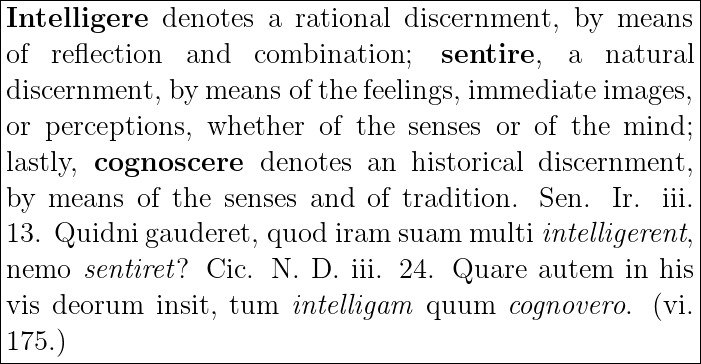 Intelligere denotes a rational discernment, by means
of reflection and combination; sentire, a natural
discernment, by means of the feelings, immediate images,
or perceptions, whether of the senses or of the mind;
lastly, cognoscere denotes an historical discernment,
by means of the senses and of tradition. Sen. Ir. iii.
13. Quidni gauderet, quod iram suam multi intelligerent,
nemo sentiret? Cic. N. D. iii. 24. Quare autem in his
vis deorum insit, tum intelligam quum cognovero. (vi.
175.)